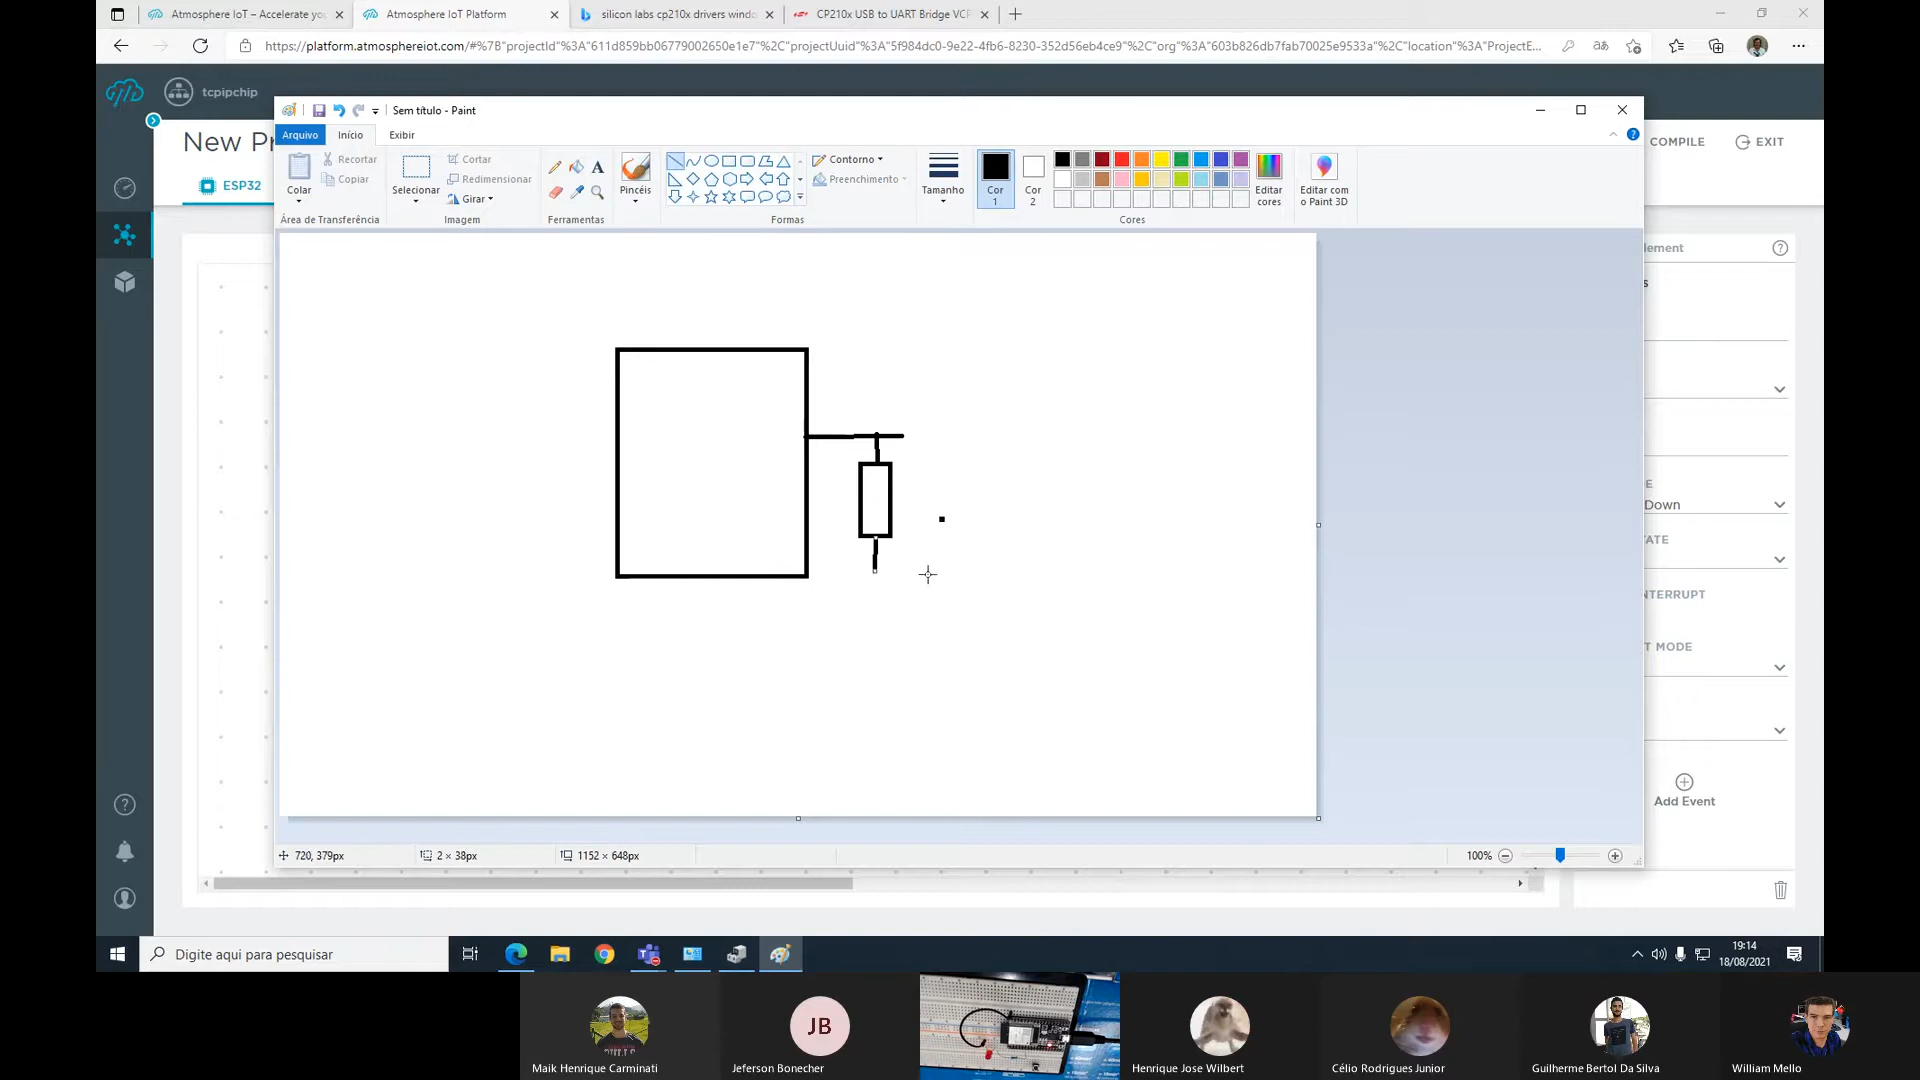 Atmosphere IoT – Accelerate you
Atmosphere IoT Platform
silicon labs cp210x drivers windo
CP210x USB to UART Bridge VCP
https://platform.atmosphereiot.com/#%7B"projectId"%3A"611d859bb06779002650e1e7"%2C"projectUuid"%3A"5f984dc0-9e22-4fb6-8230-352d56eb4ce9"%2C"org"%3A"603b826db7fab70025e9533a"%2C"location"%3A"ProjectE...
tcpipchip
Sem título - Paint
New Pr
COMPILE
EXIT
Arquivo
Início
Exibir
ESP32
Colar
Recortar
Copiar
Área de Transferência
Selecionar
Cortar
Redimensionar
Girar
Imagem
Ferramentas
Pincéis
Formas
Contorno
Preenchimento
Tamanho
Cor
1
Cor
2
Cores
Editar
cores
Editar com
o Paint 3D
lement
s
E
Down
ATE
NTERRUPT
T MODE
Add Event
720, 379px
2 × 38px
1152 × 648px
100%
Digite aqui para pesquisar
19:14
18/08/2021
Maik Henrique Carminati
JB
Jeferson Bonecher
Henrique Jose Wilbert
Célio Rodrigues Junior
Guilherme Bertol Da Silva
William Mello